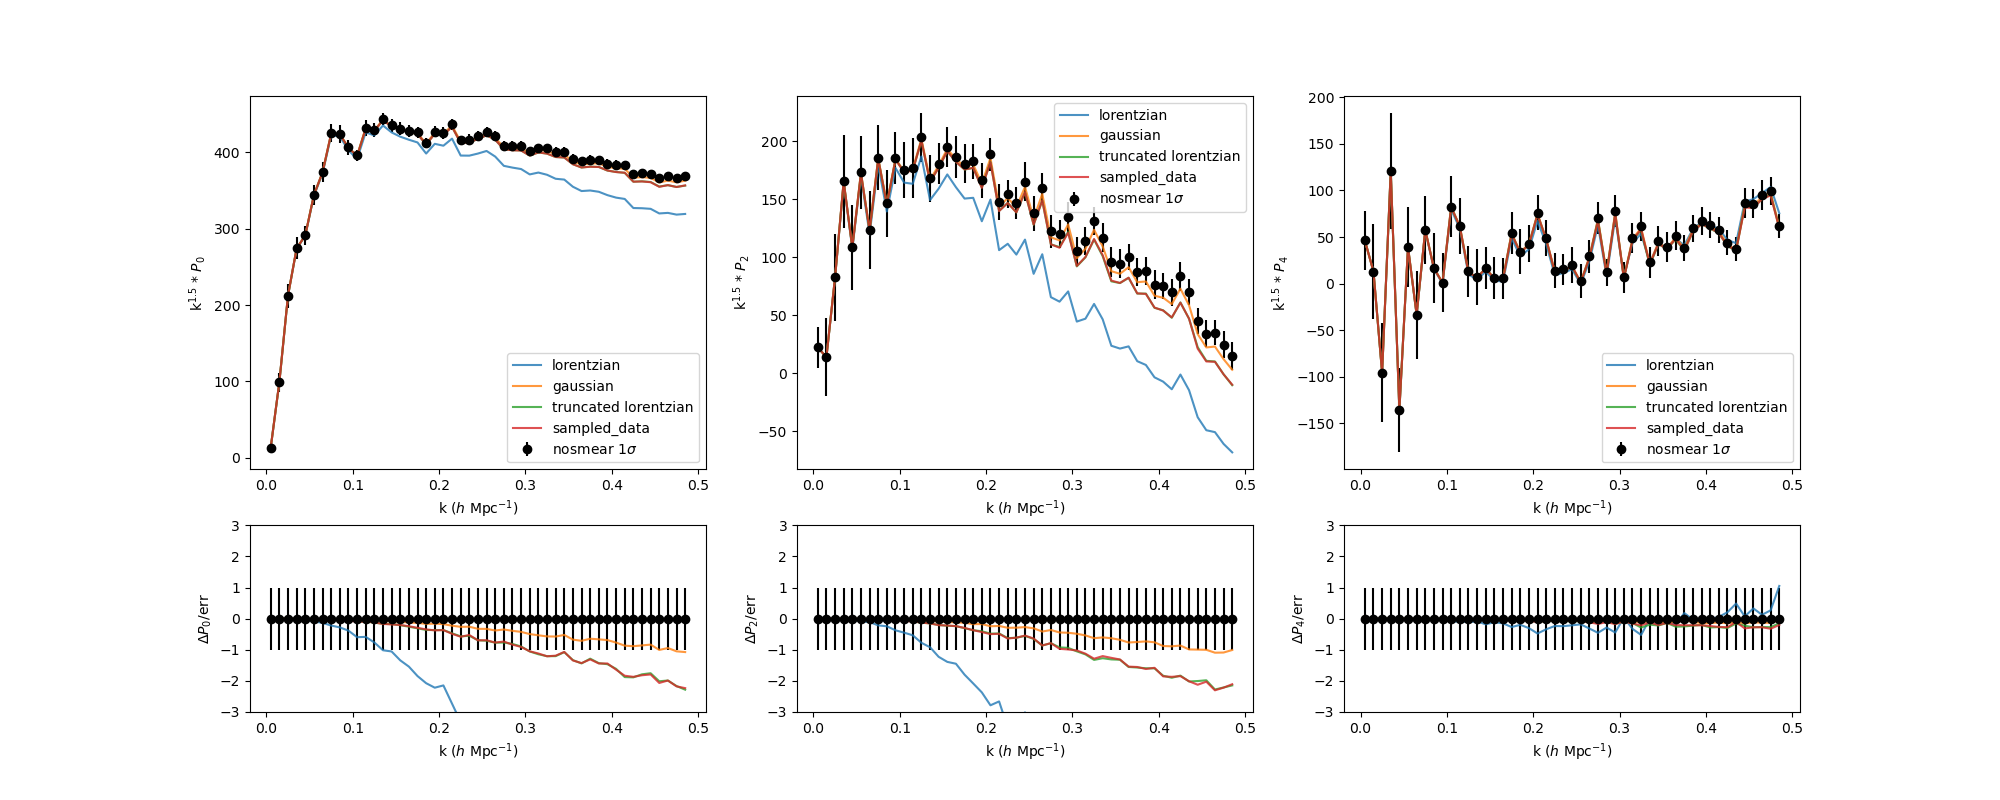 k^1.5 * P_0
400
300
200
100
0
0.0 0.1 0.2 0.3 0.4 0.5
k (h Mpc^−1)
lorentzian
gaussian
truncated lorentzian
sampled_data
nosmear 1σ
k^1.5 * P_2
200
150
100
50
0
−50
0.0 0.1 0.2 0.3 0.4 0.5
k (h Mpc^−1)
lorentzian
gaussian
truncated lorentzian
sampled_data
nosmear 1σ
k^1.5 * P_4
200
150
100
50
0
−50
−100
−150
0.0 0.1 0.2 0.3 0.4 0.5
k (h Mpc^−1)
lorentzian
gaussian
truncated lorentzian
sampled_data
nosmear 1σ
ΔP_0/err
3
2
1
0
−1
−2
−3
0.0 0.1 0.2 0.3 0.4 0.5
k (h Mpc^−1)
ΔP_2/err
3
2
1
0
−1
−2
−3
0.0 0.1 0.2 0.3 0.4 0.5
k (h Mpc^−1)
ΔP_4/err
3
2
1
0
−1
−2
−3
0.0 0.1 0.2 0.3 0.4 0.5
k (h Mpc^−1)